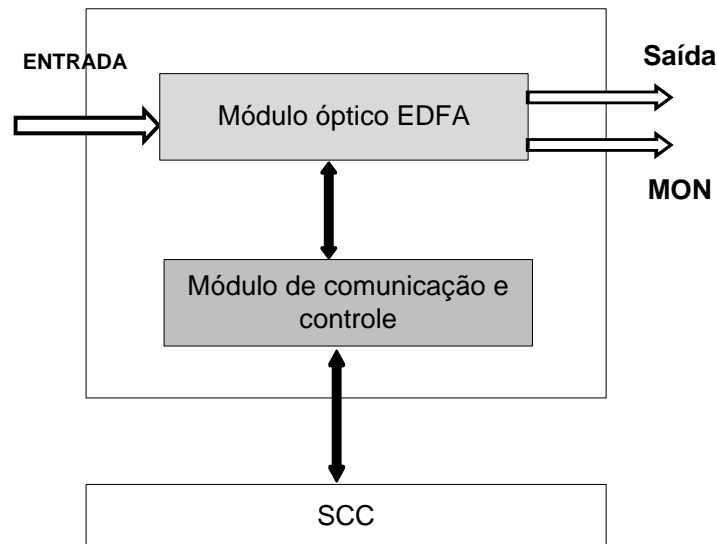 ENTRADA
Saída
Módulo óptico EDFA
MON
Módulo de comunicação e
controle
SCC